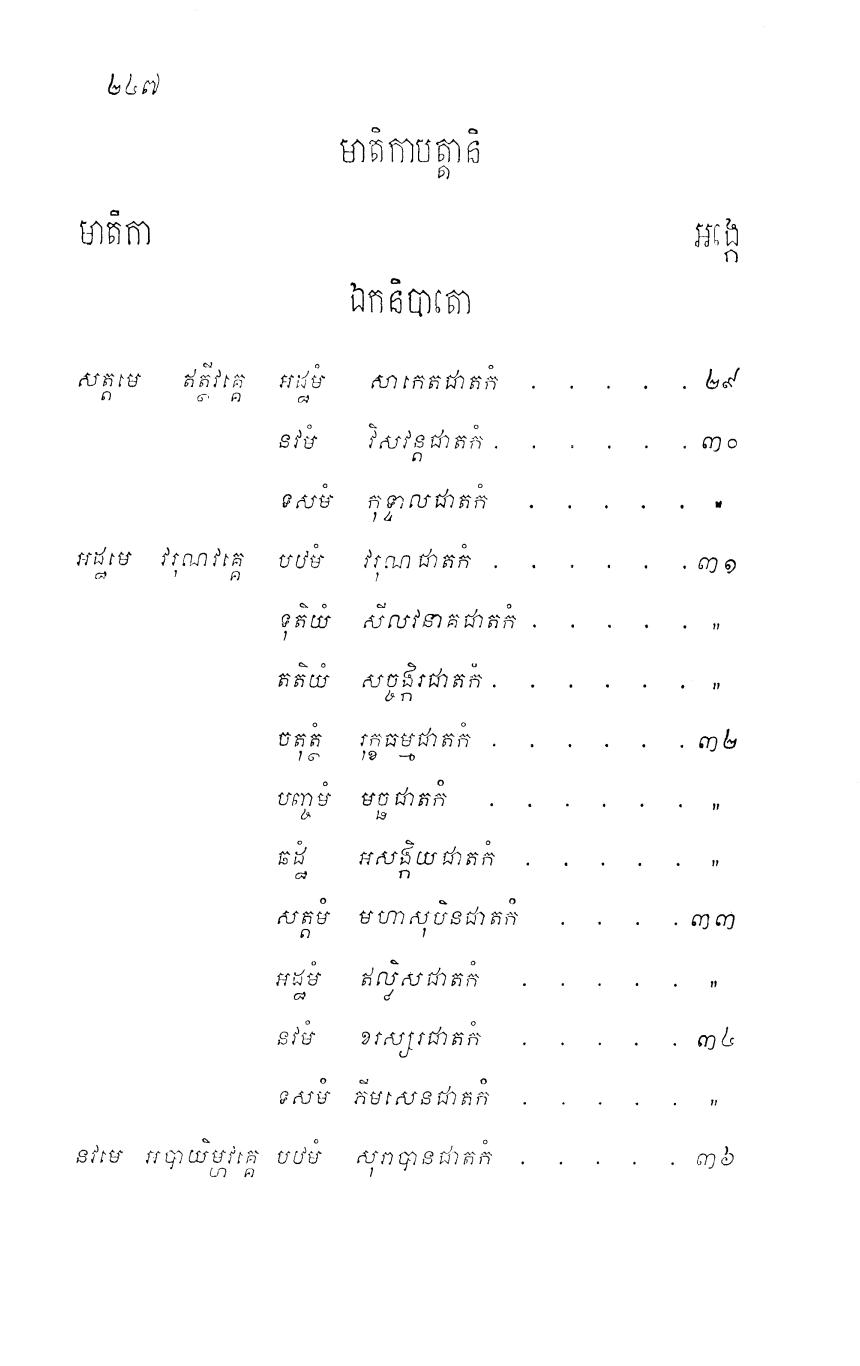 ២៤៧
មាតិកាបត្តានិ
មាតិកា អង្កេ
ឯកនិបាតោ
សត្តមេ ឥត្ថីវគ្គេ អដ្ឋមំ សាកេតជាតកំ . . . . . ២៩
នវមំ វិសវន្តជាតកំ . . . . . . ៣០
ទសមំ កុទ្ទាលជាតកំ . . . . . "
អដ្ឋមេ វរុណវគ្គេ បឋមំ វរុណជាតកំ . . . . . . ៣១
ទុតិយំ សីលវនាគជាតកំ . . . . . "
តតិយំ សច្ចង្កិរជាតកំ . . . . . . "
ចតុត្ថំ រុក្ខធម្មជាតកំ . . . . . . ៣២
បញ្ចមំ មច្ឆជាតកំ . . . . . . "
ឆដ្ឋំ អសង្កិយជាតកំ . . . . . "
សត្តមំ មហាសុបិនជាតកំ . . . . ៣៣
អដ្ឋមំ ឥល្លិសជាតកំ . . . . . "
នវមំ ខរស្សរជាតកំ . . . . . ៣៤
ទសមំ ភីមសេនជាតកំ . . . . . "
នវមេ អបាយិម្ហវគ្គេ បឋមំ សុរាបានជាតកំ . . . . . ៣៦